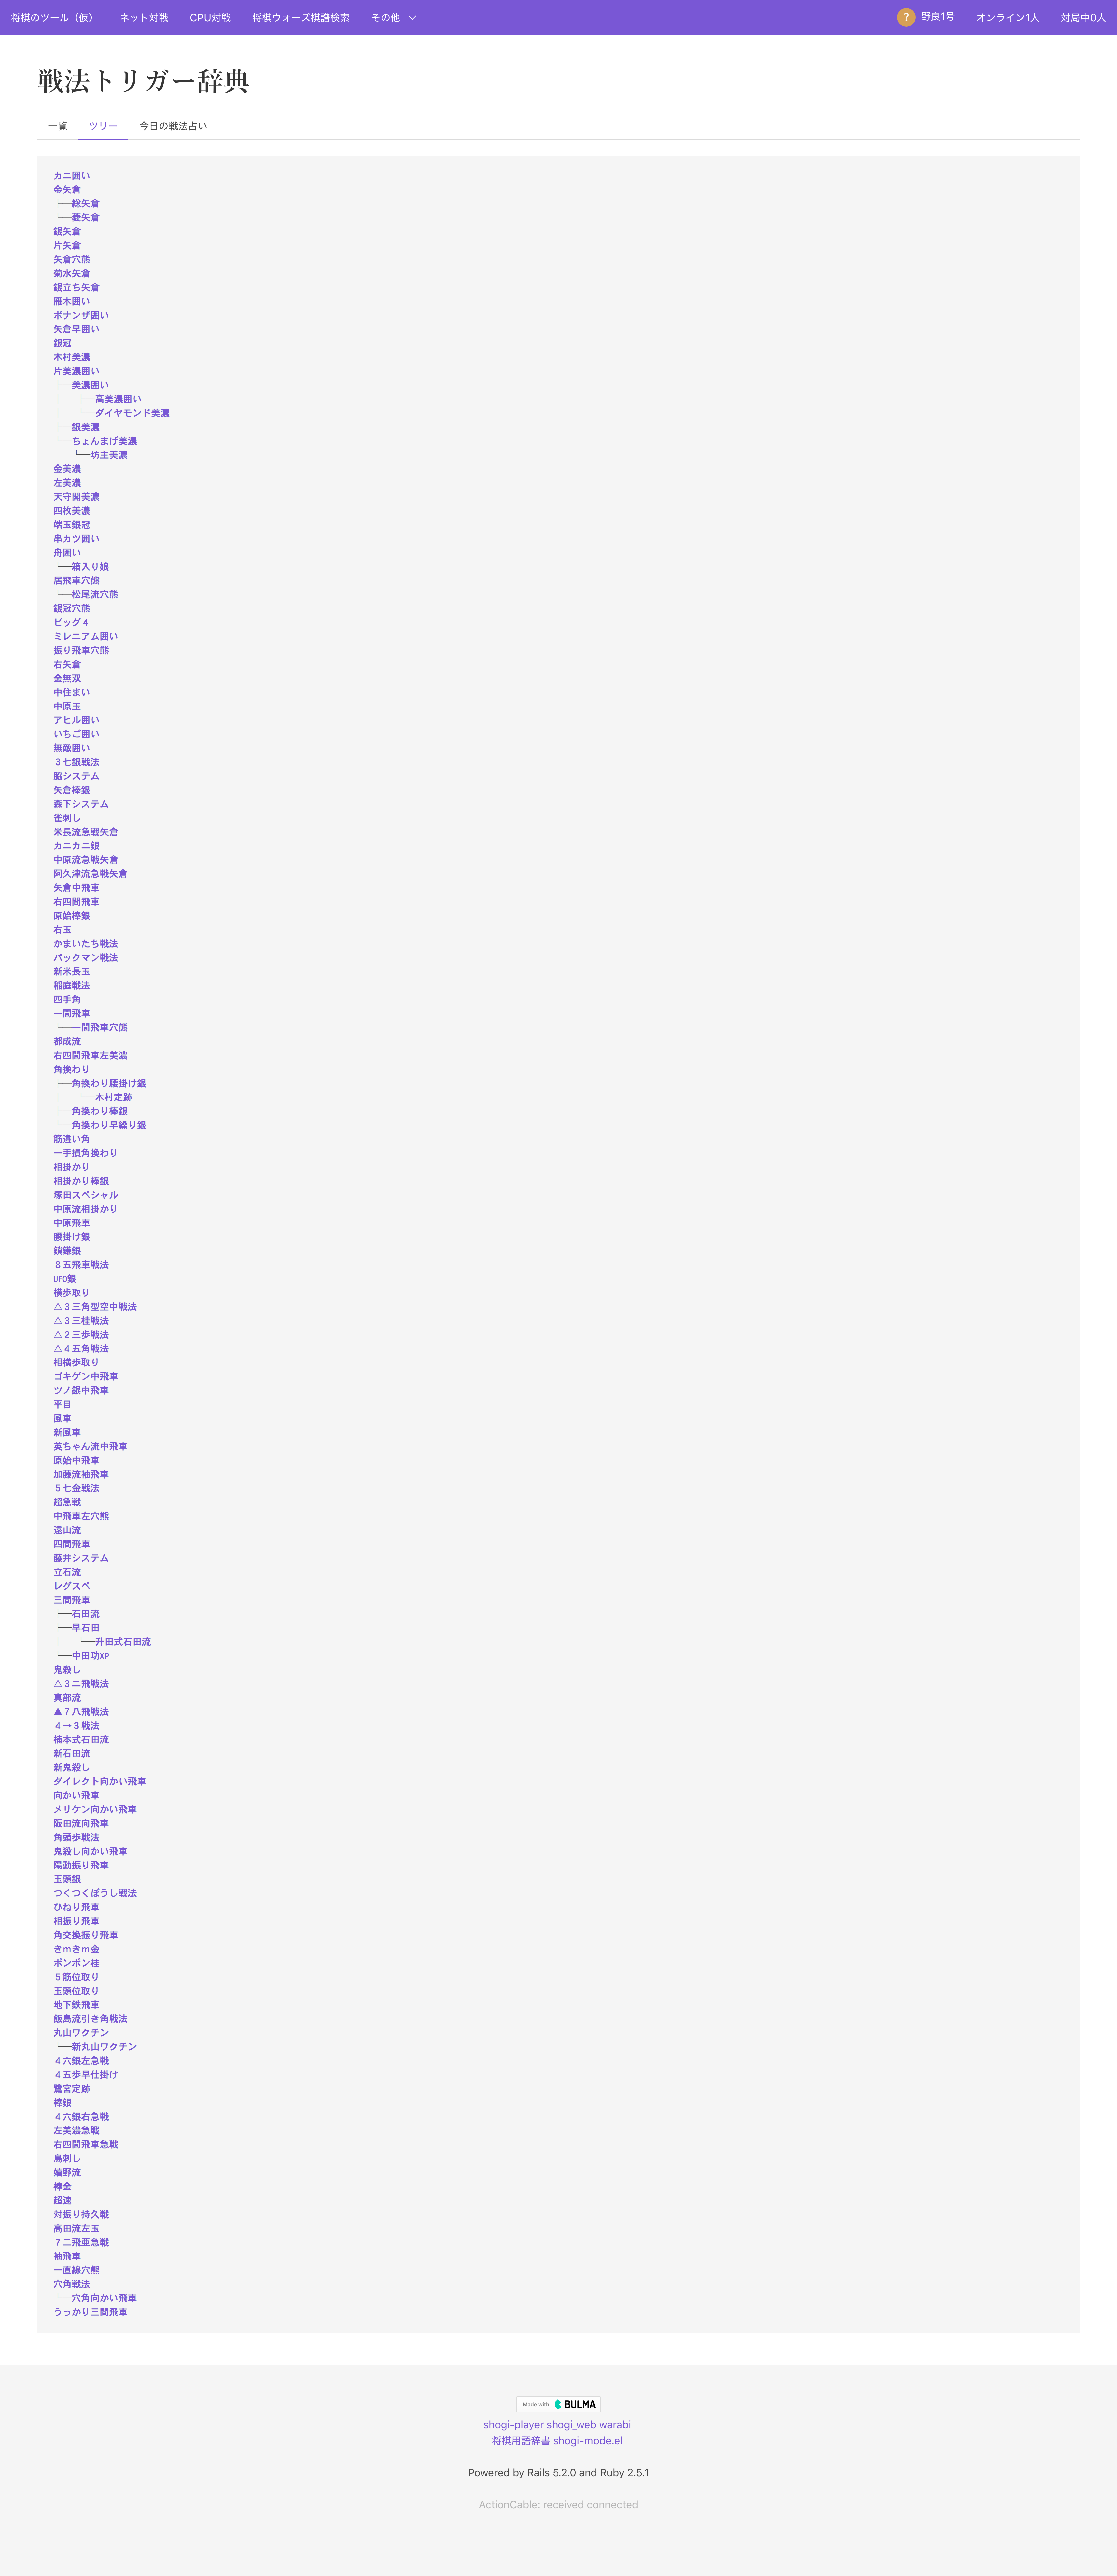 将棋のツール（仮） ネット対戦 CPU対戦 将棋ウォーズ棋譜検索 その他 ? 野良1号 オンライン1人 対局中0人
戦法トリガー辞典
一覧 ツリー 今日の戦法占い
カニ囲い
金矢倉
├─総矢倉
└─菱矢倉
銀矢倉
片矢倉
矢倉穴熊
菊水矢倉
銀立ち矢倉
雁木囲い
ボナンザ囲い
矢倉早囲い
銀冠
木村美濃
片美濃囲い
├─美濃囲い
│   ├─高美濃囲い
│   └─ダイヤモンド美濃
├─銀美濃
└─ちょんまげ美濃
    └─坊主美濃
金美濃
左美濃
天守閣美濃
四枚美濃
端玉銀冠
串カツ囲い
舟囲い
└─箱入り娘
居飛車穴熊
└─松尾流穴熊
銀冠穴熊
ビッグ４
ミレニアム囲い
振り飛車穴熊
右矢倉
金無双
中住まい
中原玉
アヒル囲い
いちご囲い
無敵囲い
３七銀戦法
脇システム
矢倉棒銀
森下システム
雀刺し
米長流急戦矢倉
カニカニ銀
中原流急戦矢倉
阿久津流急戦矢倉
矢倉中飛車
右四間飛車
原始棒銀
右玉
かまいたち戦法
パックマン戦法
新米長玉
稲庭戦法
四手角
一間飛車
└─一間飛車穴熊
都成流
右四間飛車左美濃
角換わり
├─角換わり腰掛け銀
│   └─木村定跡
├─角換わり棒銀
└─角換わり早繰り銀
筋違い角
一手損角換わり
相掛かり
相掛かり棒銀
塚田スペシャル
中原流相掛かり
中原飛車
腰掛け銀
鎖鎌銀
８五飛車戦法
UFO銀
横歩取り
△３三角型空中戦法
△３三桂戦法
△２三歩戦法
△４五角戦法
相横歩取り
ゴキゲン中飛車
ツノ銀中飛車
平目
風車
新風車
英ちゃん流中飛車
原始中飛車
加藤流袖飛車
５七金戦法
超急戦
中飛車左穴熊
遠山流
四間飛車
藤井システム
立石流
レグスペ
三間飛車
├─石田流
├─早石田
│   └─升田式石田流
└─中田功XP
鬼殺し
△３ニ飛戦法
真部流
▲７八飛戦法
４→３戦法
楠本式石田流
新石田流
新鬼殺し
ダイレクト向かい飛車
向かい飛車
メリケン向かい飛車
阪田流向飛車
角頭歩戦法
鬼殺し向かい飛車
陽動振り飛車
玉頭銀
つくつくぼうし戦法
ひねり飛車
相振り飛車
角交換振り飛車
きｍきｍ金
ポンポン桂
５筋位取り
玉頭位取り
地下鉄飛車
飯島流引き角戦法
丸山ワクチン
└─新丸山ワクチン
４六銀左急戦
４五歩早仕掛け
鷺宮定跡
棒銀
４六銀右急戦
左美濃急戦
右四間飛車急戦
鳥刺し
嬉野流
棒金
超速
対振り持久戦
高田流左玉
７二飛亜急戦
袖飛車
一直線穴熊
穴角戦法
└─穴角向かい飛車
うっかり三間飛車
Made with BULMA
shogi-player shogi_web warabi
将棋用語辞書 shogi-mode.el
Powered by Rails 5.2.0 and Ruby 2.5.1
ActionCable: received connected